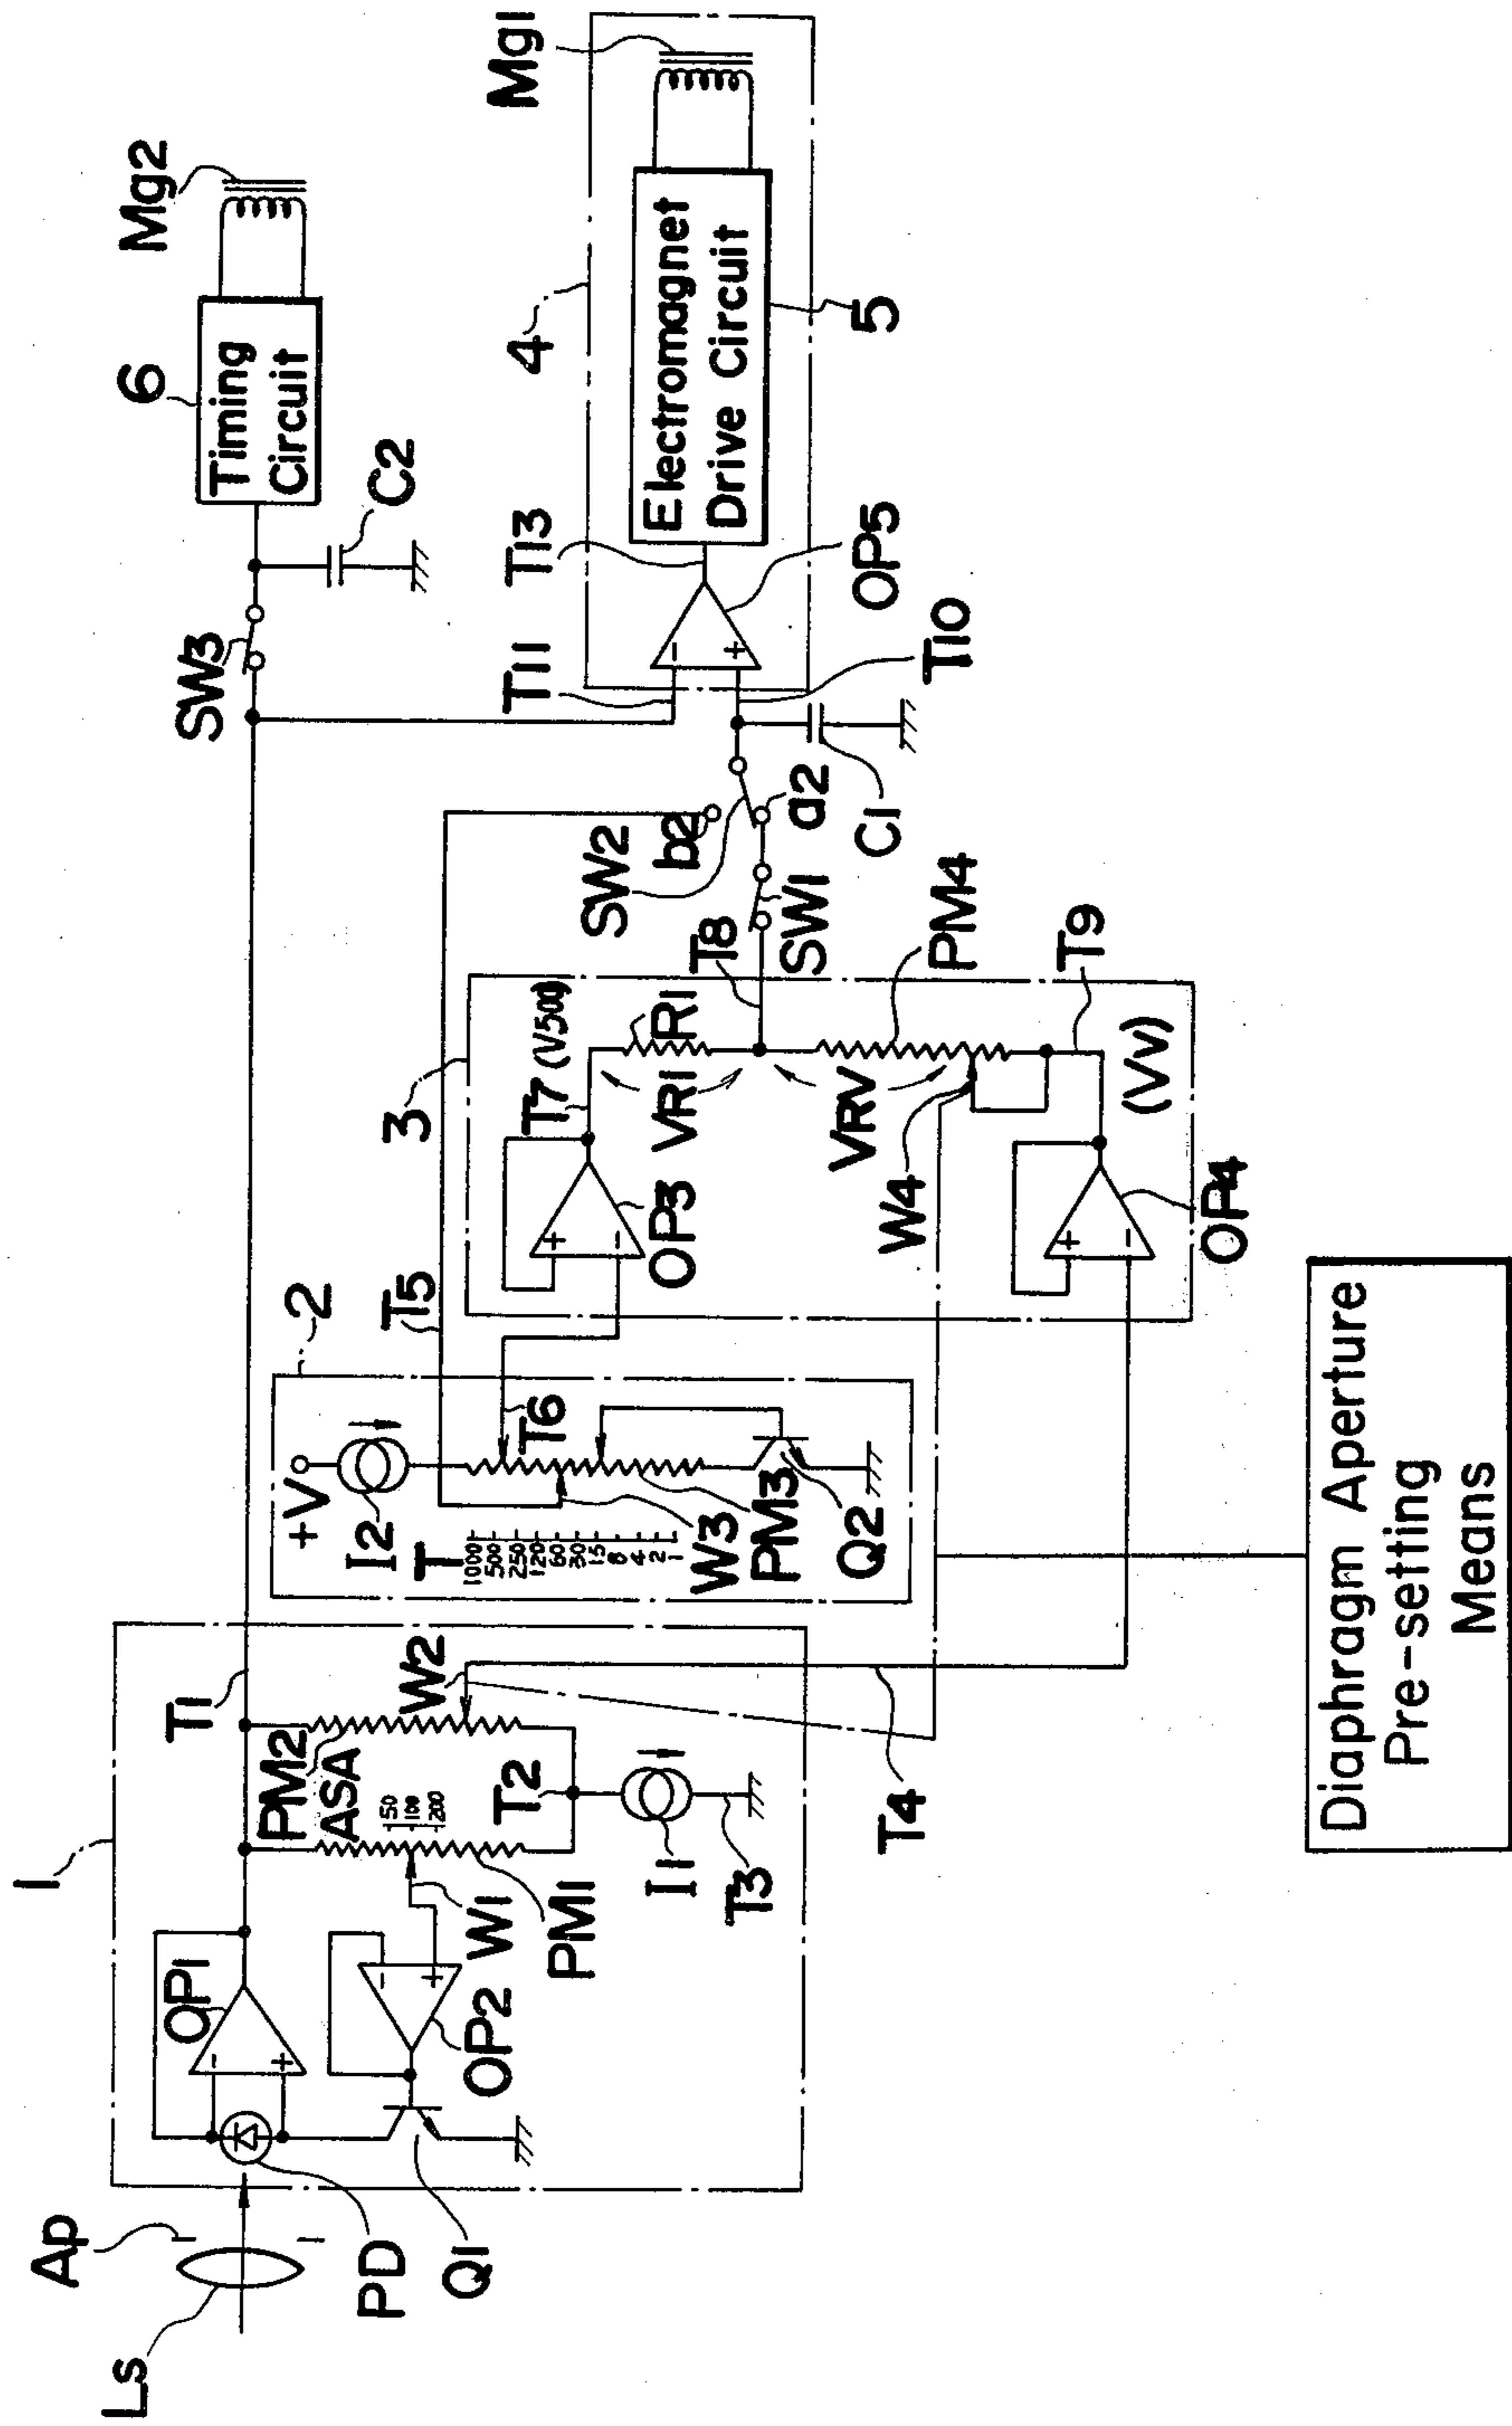 Ls
Ap
PD
Q1
1
OP1
OP2
W1
PM1
PM2
ASA
50
100
200
T1
W2
T2
I1
T3
T4
2
+V
I2
T
1000
500
250
120
60
30
15
8
4
2
1
T6
W3
PM3
Q2
T5
3
T7 (V500)
OP3
R1
VR1
VRV
W4
PM4
T8
T9
(Vv)
OP4
SW1
SW2
b2
a2
C1
T10
T11
T13
OP5
4
Electromagnet
Drive Circuit
5
Mg1
SW3
C2
6
Timing
Circuit
Mg2
Diaphragm Aperture
Pre-setting
Means